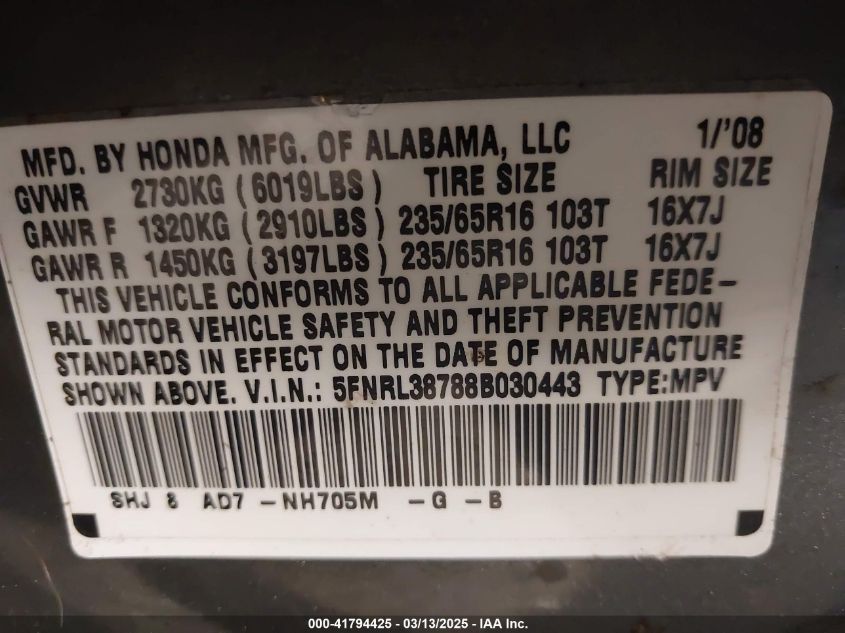 MFD. BY HONDA MFG. OF ALABAMA, LLC 1/'08
GVWR 2730KG (6019LBS) TIRE SIZE RIM SIZE
GAWR F 1320KG (2910LBS) 235/65R16 103T 16X7J
GAWR R 1450KG (3197LBS) 235/65R16 103T 16X7J
THIS VEHICLE CONFORMS TO ALL APPLICABLE FEDE-
RAL MOTOR VEHICLE SAFETY AND THEFT PREVENTION
STANDARDS IN EFFECT ON THE DATE OF MANUFACTURE
SHOWN ABOVE. V.I.N.: 5FNRL38788B030443 TYPE:MPV
SHJ 8 AD7 -NH705M -G -B
000-41794425 - 03/13/2025 - IAA Inc.